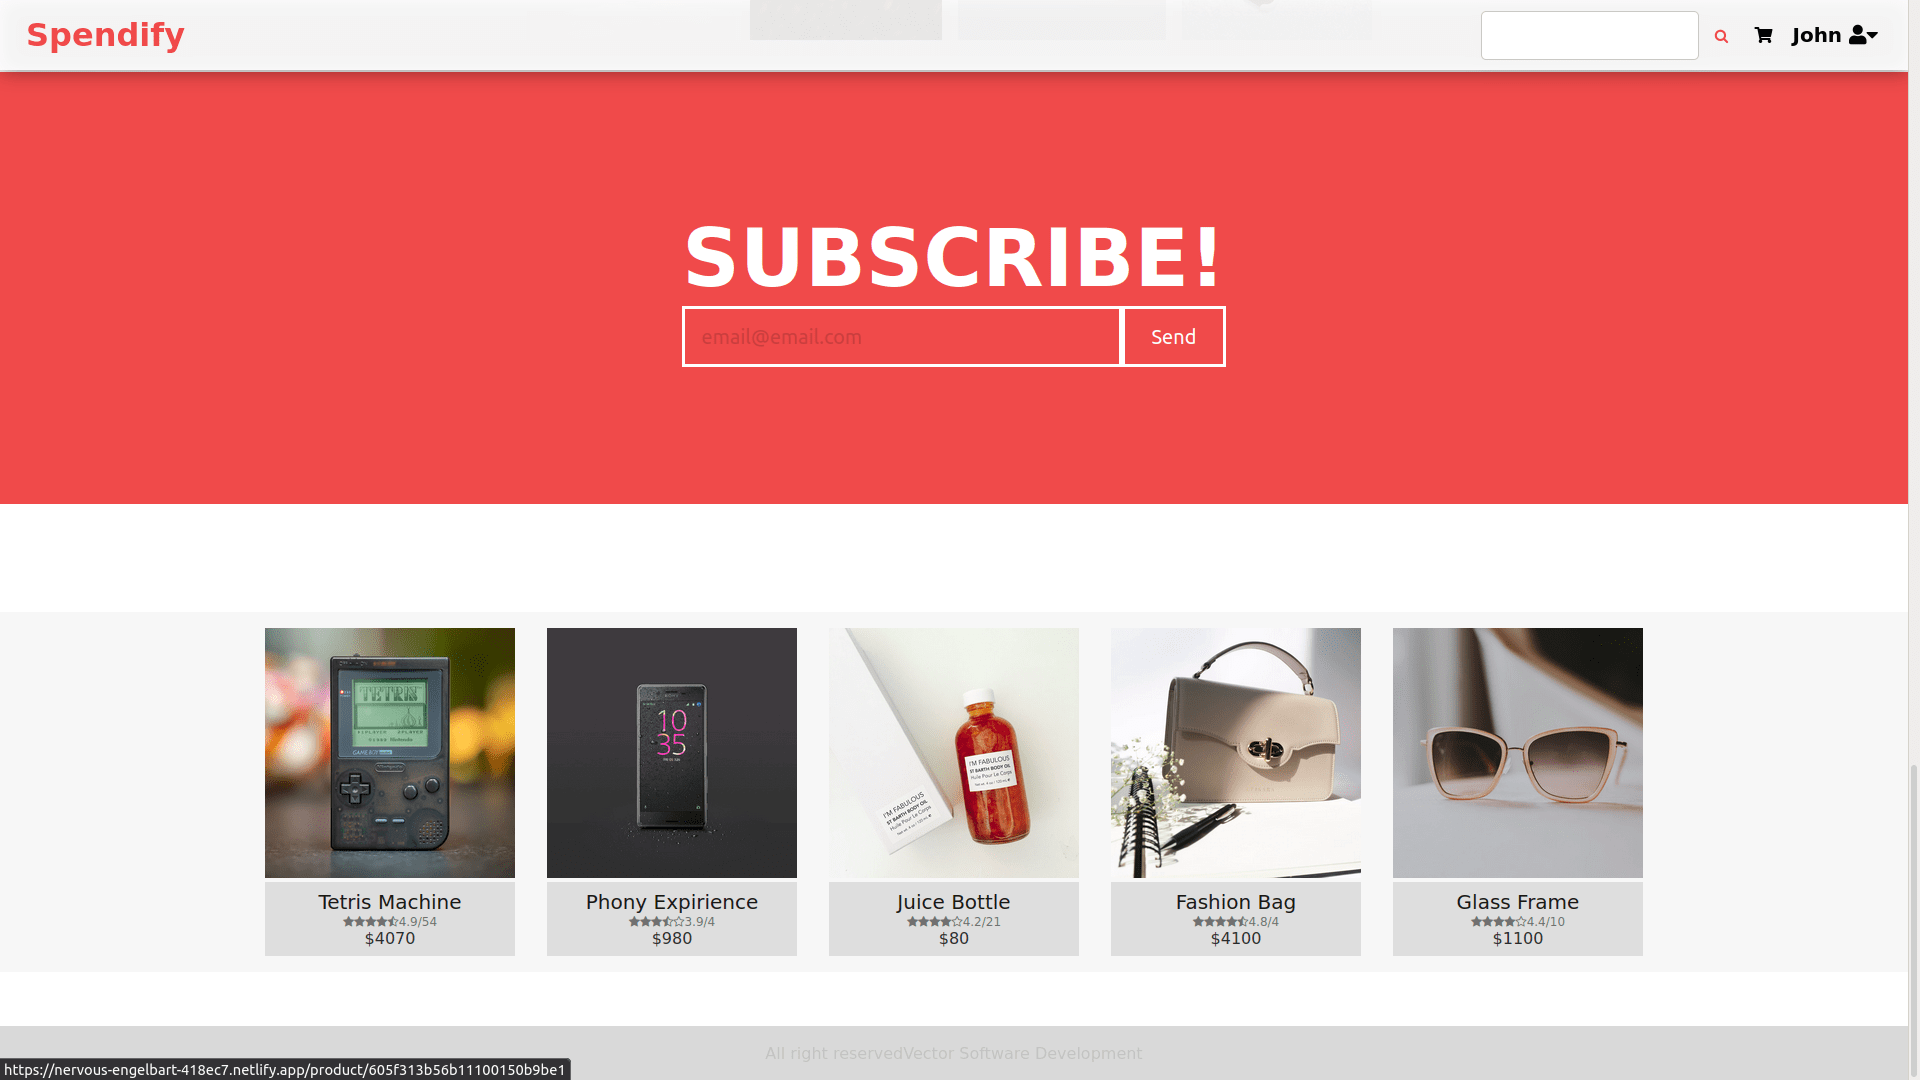 Spendify
John
SUBSCRIBE!
email@email.com
Send
TETRIS
GAME BOY
10
35
I'M FABULOUS
ST BARTH BODY OIL
Huile Pour Le Corps
I'M FABULOUS
ST BARTH BODY OIL
Huile Pour Le Corps
Tetris Machine
4.9/54
$4070
Phony Expirience
3.9/4
$980
Juice Bottle
4.2/21
$80
Fashion Bag
4.8/4
$4100
Glass Frame
4.4/10
$1100
All right reservedVector Software Development
https://nervous-engelbart-418ec7.netlify.app/product/605f313b56b11100150b9be1